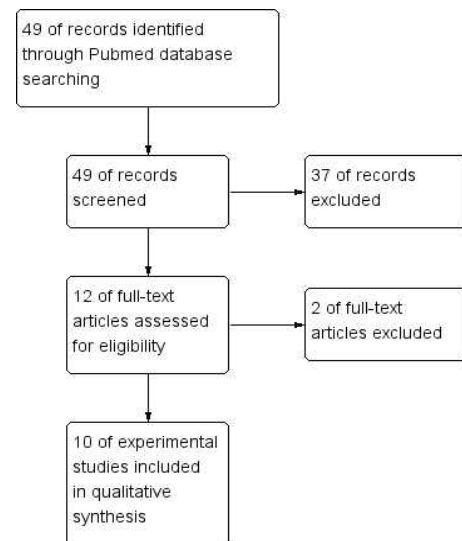 49 of records identified
through Pubmed database
searching
49 of records
screened
37 of records
excluded
12 of full-text
articles assessed
for eligibility
2 of full-text
articles excluded
10 of experimental
studies included
in qualitative
synthesis